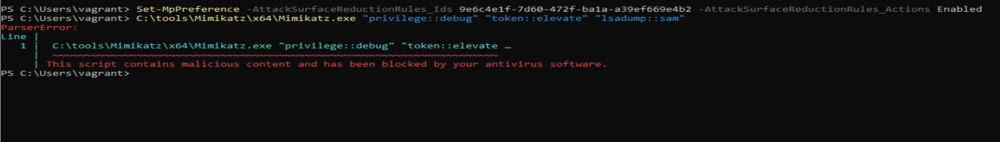 PS C:\Users\vagrant> Set-MpPreference -AttackSurfaceReductionRules_Ids 9e6c4e1f-7d60-472f-ba1a-a39ef669e4b2 -AttackSurfaceReductionRules_Actions Enabled
PS C:\Users\vagrant> C:\tools\Mimikatz\x64\Mimikatz.exe "privilege::debug" "token::elevate" "lsadump::sam"
ParserError:
Line |
   1 |  C:\tools\Mimikatz\x64\Mimikatz.exe "privilege::debug" "token::elevate …
     |  ~~~~~~~~~~~~~~~~~~~~~~~~~~~~~~~~~~~~~~~~~~~~~~~~~~~~~~~~~~~~~~~~~~~~~
     | This script contains malicious content and has been blocked by your antivirus software.
PS C:\Users\vagrant>